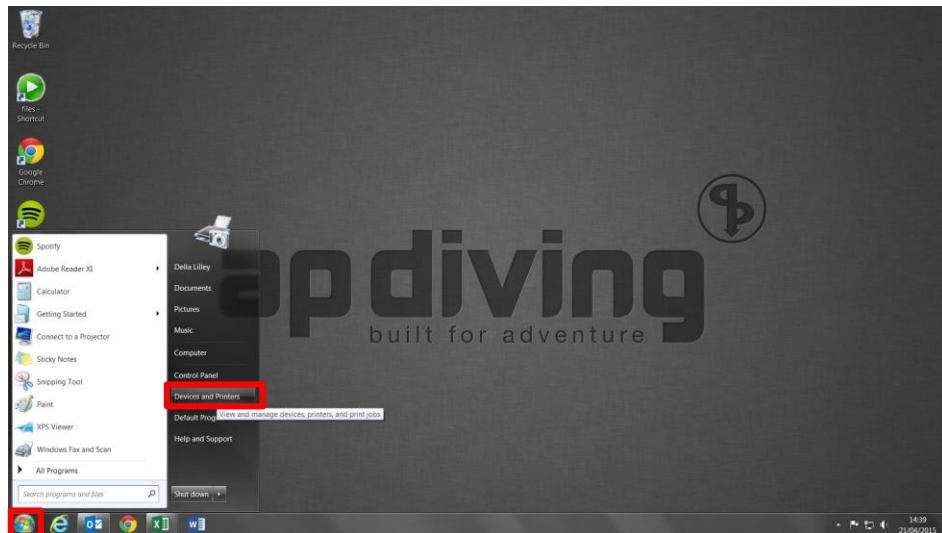 Recycle Bin
files -
Shortcut
Google
Chrome
Spotify
Adobe Reader XI
Calculator
Getting Started
Connect to a Projector
Sticky Notes
Snipping Tool
Paint
XPS Viewer
Windows Fax and Scan
All Programs
Search programs and files
Della Lilley
Documents
Pictures
Music
Computer
Control Panel
Devices and Printers
View and manage devices, printers, and print jobs
Default Prog
Help and Support
Shut down
ap diving
built for adventure
14:39
21/04/2015